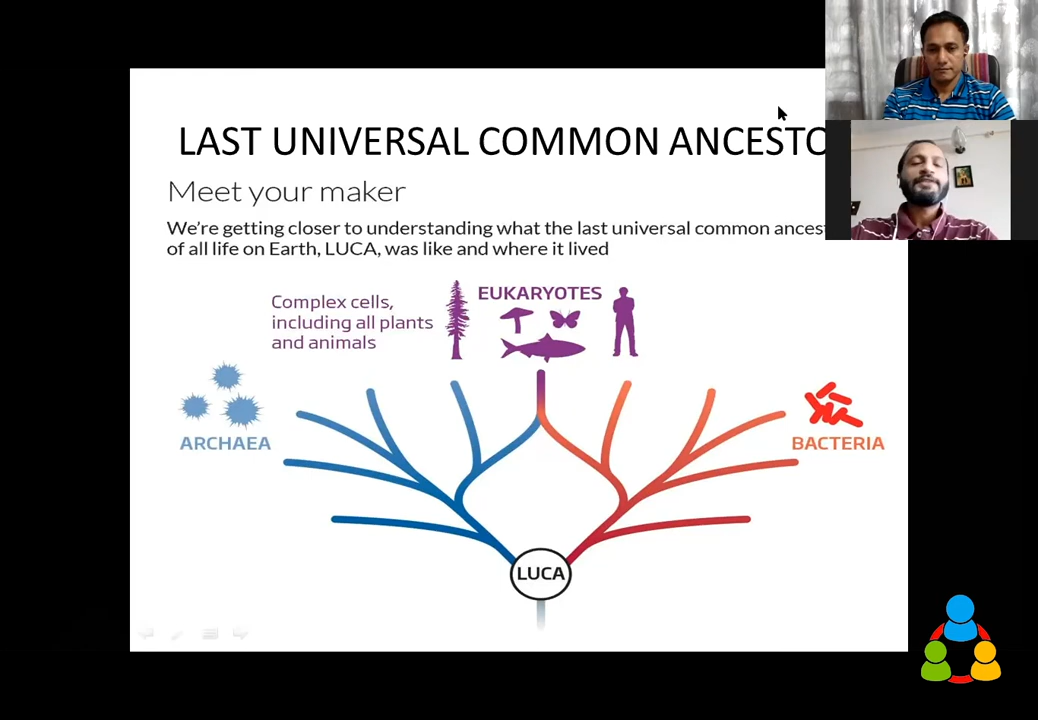 LAST UNIVERSAL COMMON ANCESTO
Meet your maker
We're getting closer to understanding what the last universal common ances
of all life on Earth, LUCA, was like and where it lived
Complex cells,
including all plants
and animals
EUKARYOTES
ARCHAEA
BACTERIA
LUCA